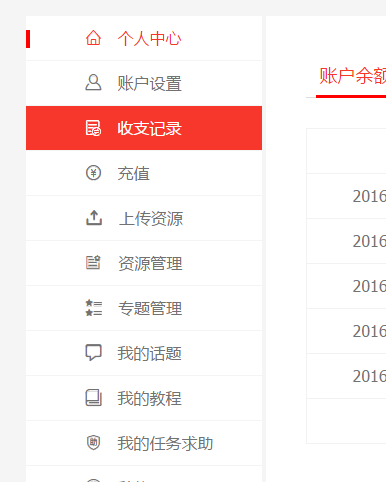 个人中心
账户设置
收支记录
充值
上传资源
资源管理
专题管理
我的话题
我的教程
我的任务求助
账户余额
2016
2016
2016
2016
2016